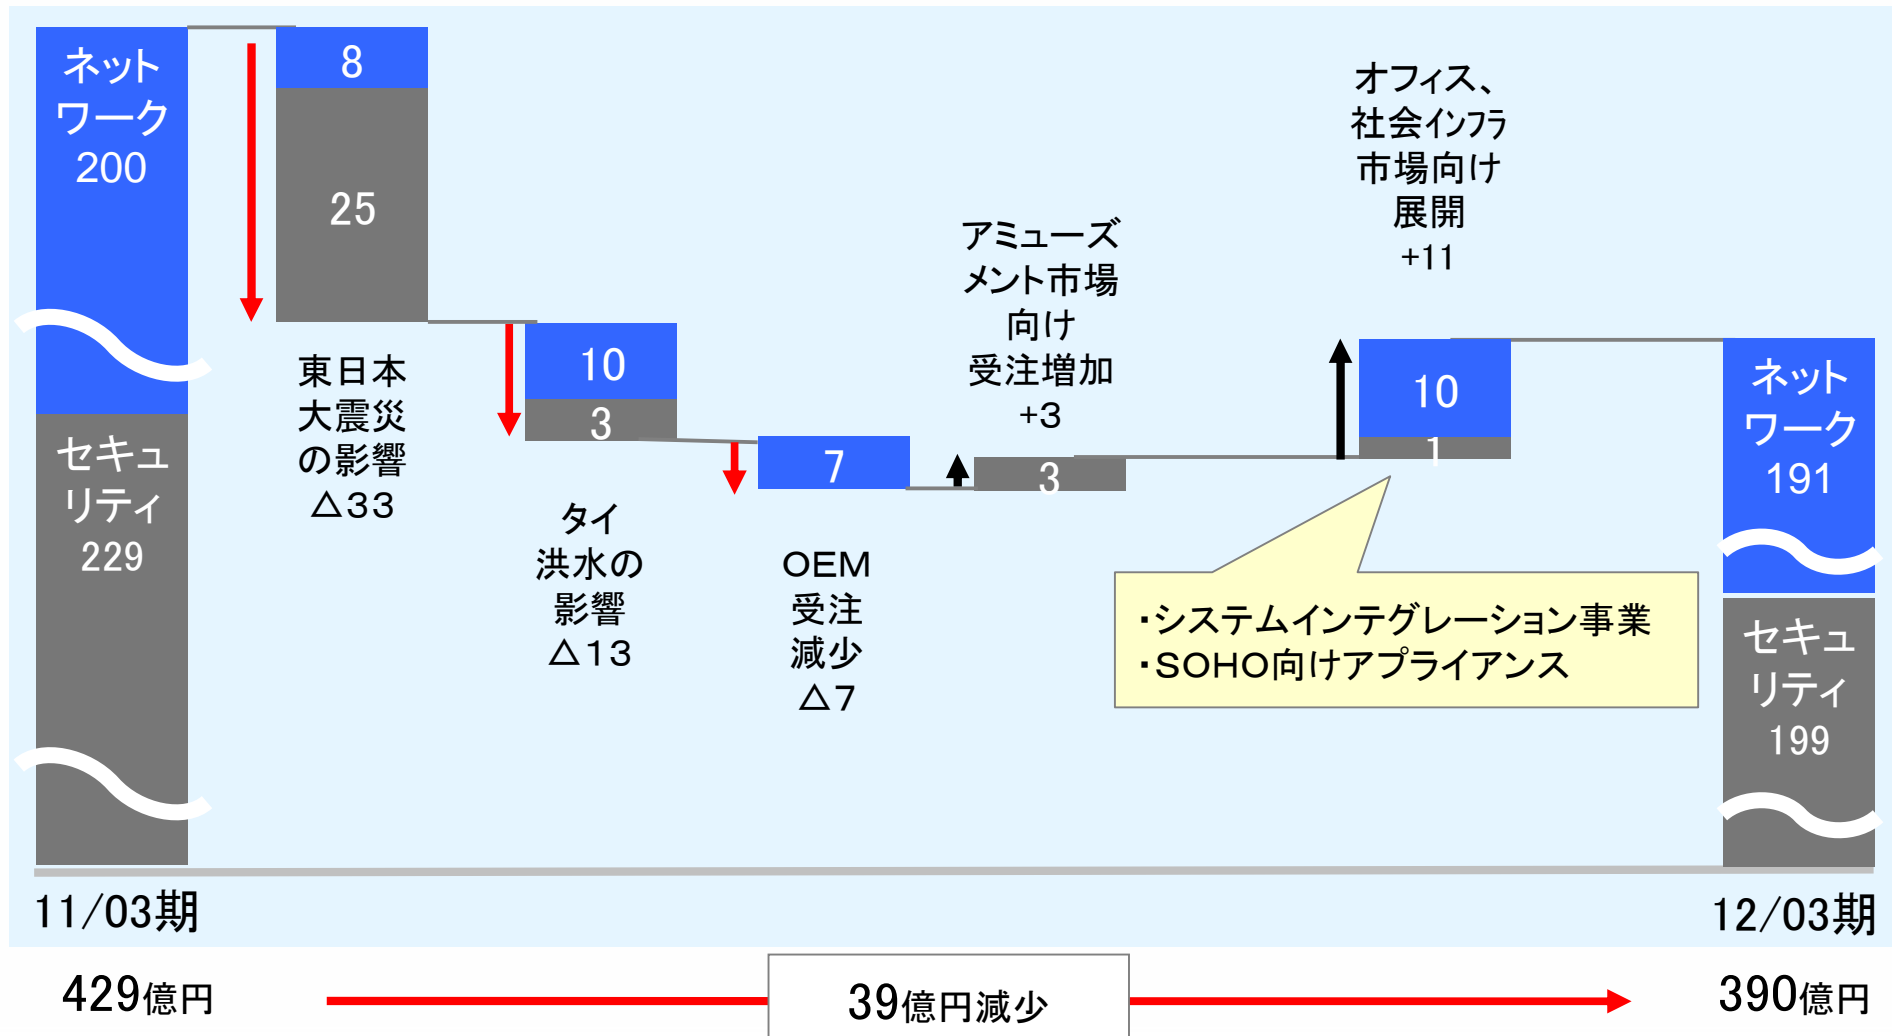 ネット
ワーク
200
セキュ
リティ
229
8
25
東日本
大震災
の影響
△33
10
3
タイ
洪水の
影響
△13
7
OEM
受注
減少
△7
アミューズ
メント市場
向け
受注増加
+3
3
オフィス、
社会インフラ
市場向け
展開
+11
10
1
・システムインテグレーション事業
・SOHO向けアプライアンス
ネット
ワーク
191
セキュ
リティ
199
11/03期
12/03期
429億円
39億円減少
390億円